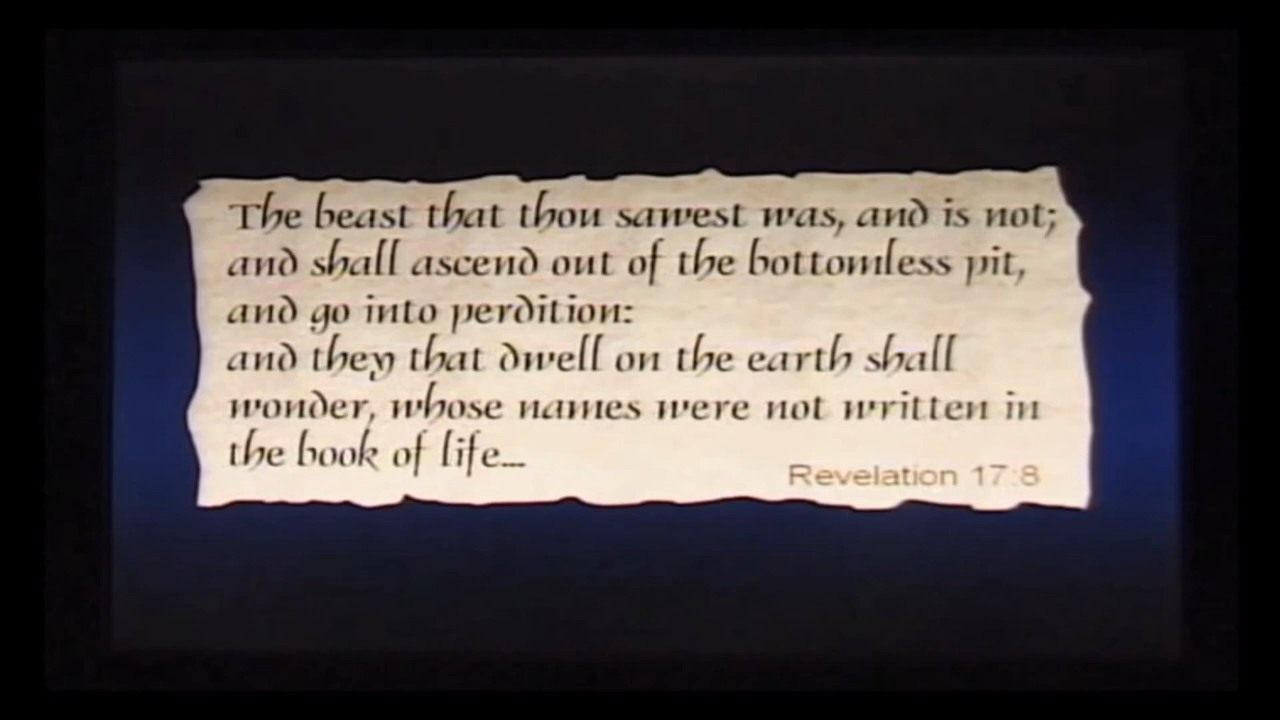 The beast that thou sawest was, and is not;
and shall ascend out of the bottomless pit,
and go into perdition:
and they that dwell on the earth shall
wonder, whose names were not written in
the book of life...
Revelation 17:8